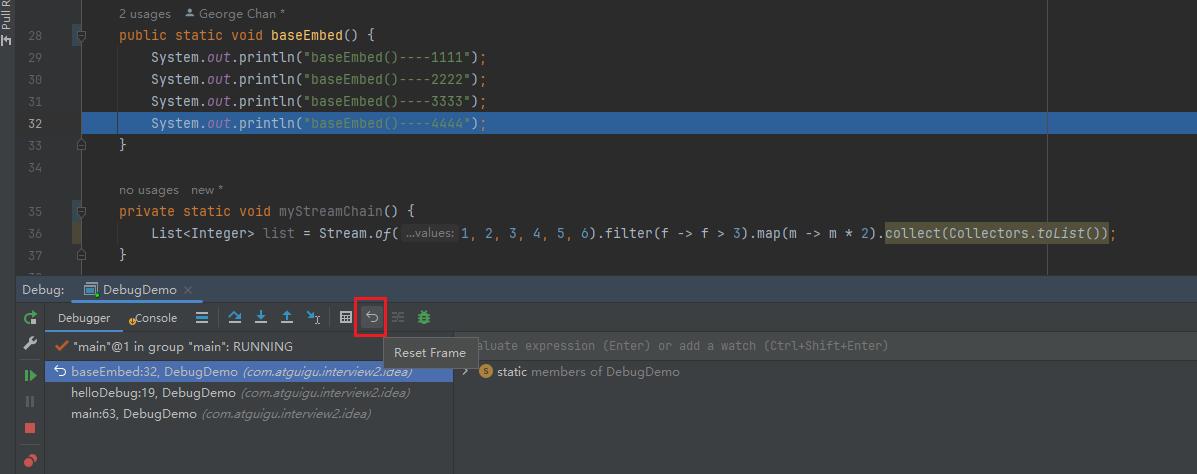 Pull R
2 usages George Chan *
28 public static void baseEmbed() {
29 System.out.println("baseEmbed()----1111");
30 System.out.println("baseEmbed()----2222");
31 System.out.println("baseEmbed()----3333");
32 System.out.println("baseEmbed()----4444");
33 }
34
no usages new *
35 private static void myStreamChain() {
36 List<Integer> list = Stream.of( ...values: 1, 2, 3, 4, 5, 6).filter(f -> f > 3).map(m -> m * 2).collect(Collectors.toList());
37 }
Debug: DebugDemo
Debugger Console
"main"@1 in group "main": RUNNING
Reset Frame
aluate expression (Enter) or add a watch (Ctrl+Shift+Enter)
baseEmbed:32, DebugDemo (com.atguigu.interview2.idea)
s static members of DebugDemo
helloDebug:19, DebugDemo (com.atguigu.interview2.idea)
main:63, DebugDemo (com.atguigu.interview2.idea)